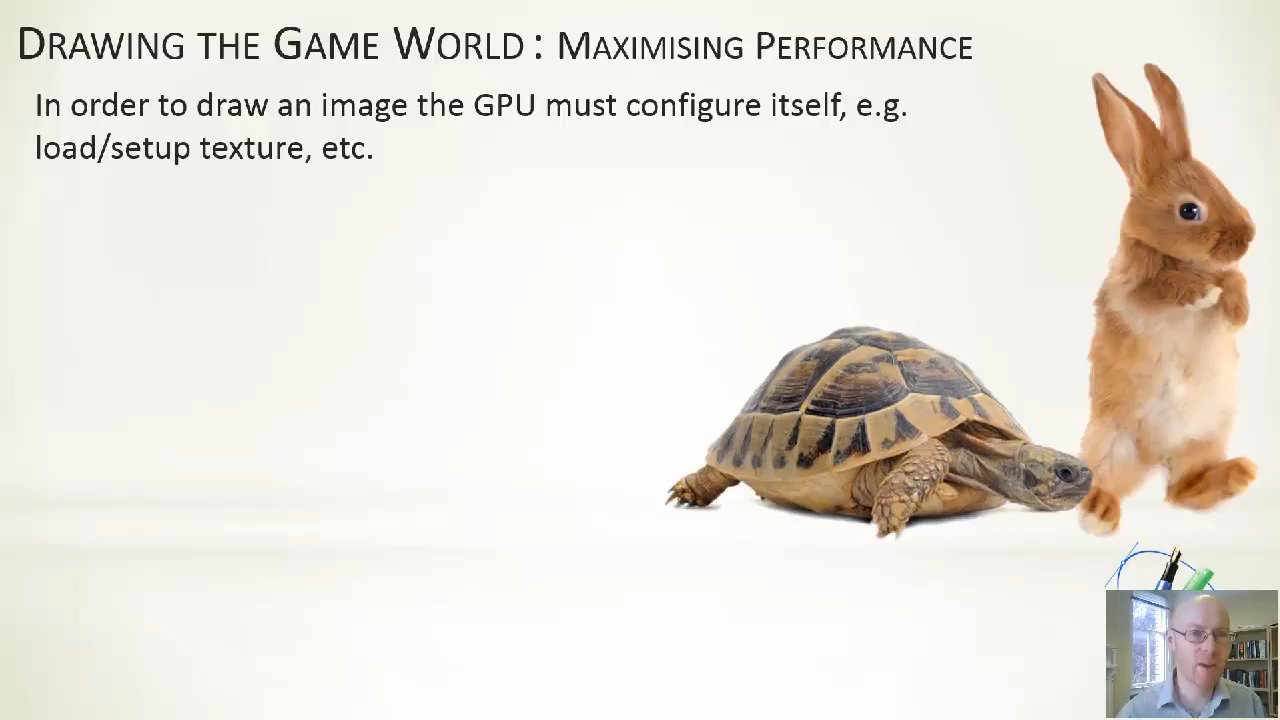 Drawing the Game World : Maximising Performance
In order to draw an image the GPU must configure itself, e.g.
load/setup texture, etc.